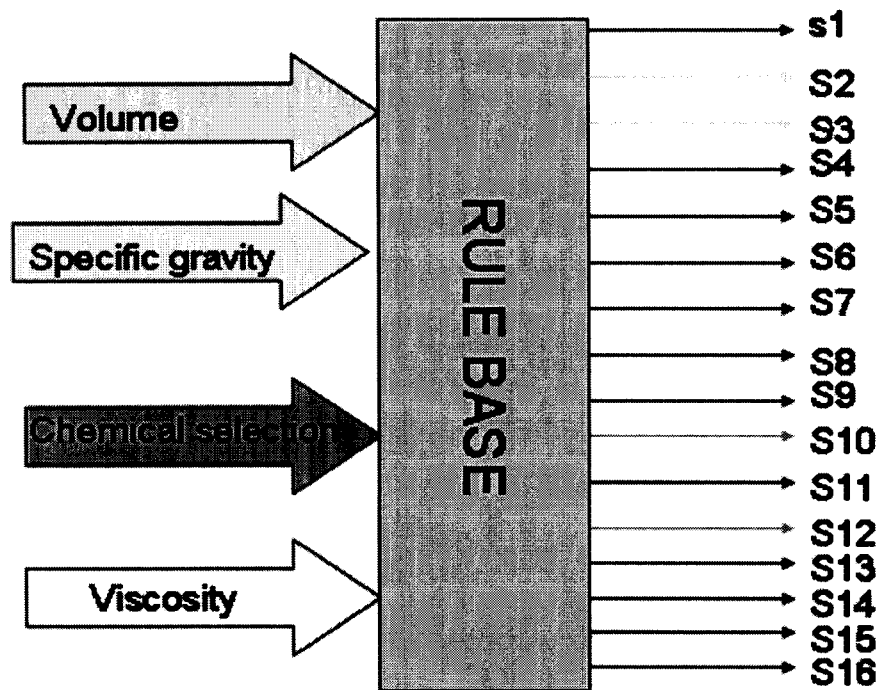 Volume
Specific gravity
Chemical selection
Viscosity
RULE BASE
s1
S2
S3
S4
S5
S6
S7
S8
S9
S10
S11
S12
S13
S14
S15
S16